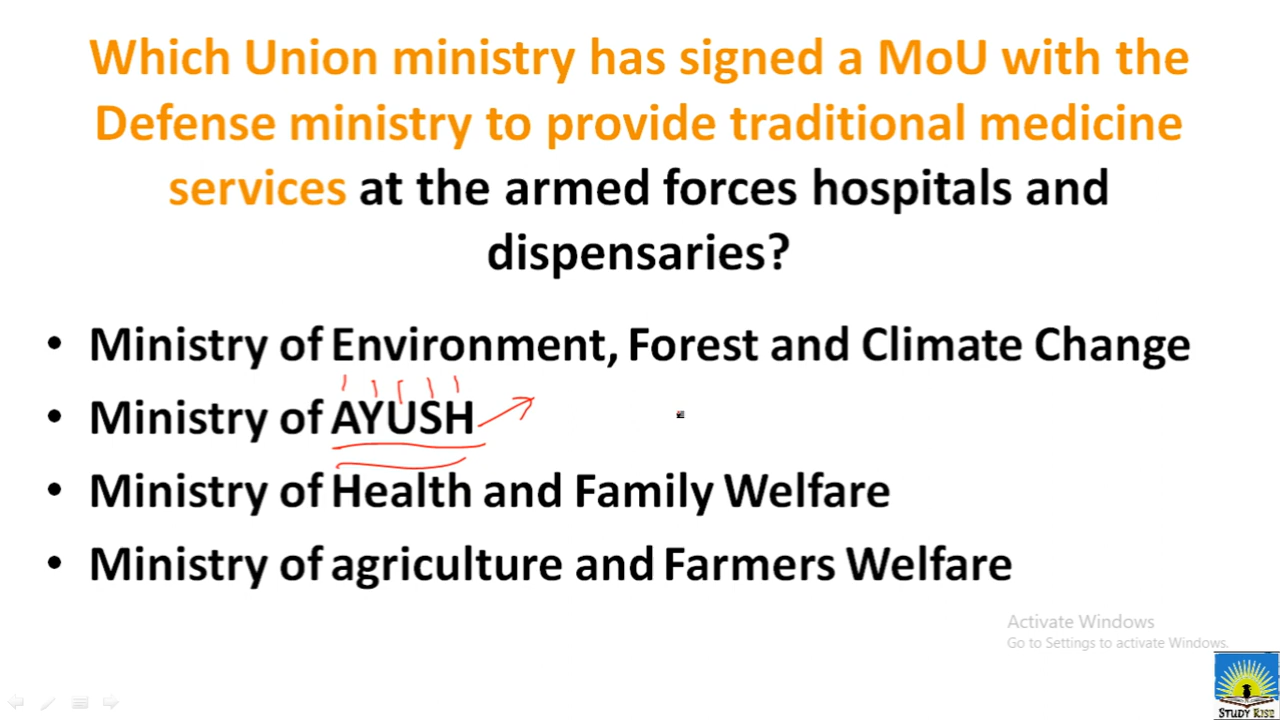 Which Union ministry has signed a MoU with the
Defense ministry to provide traditional medicine
services at the armed forces hospitals and
dispensaries?
• Ministry of Environment, Forest and Climate Change
• Ministry of AYUSH
• Ministry of Health and Family Welfare
• Ministry of agriculture and Farmers Welfare
Activate Windows
Go to Settings to activate Windows.
STUDY RISE